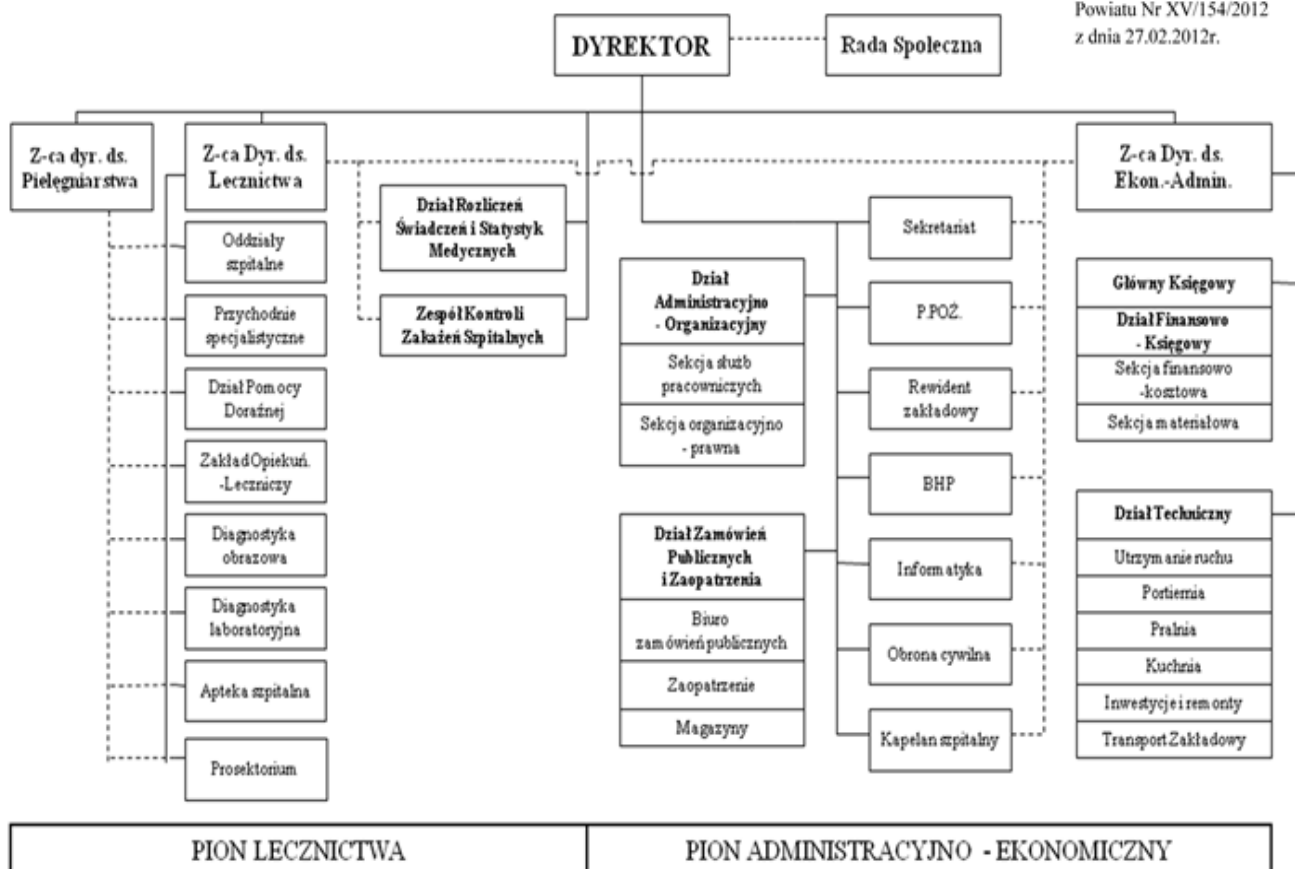 Powiatu Nr XV/154/2012
z dnia 27.02.2012r.
DYREKTOR
Rada Społeczna
Z-ca dyr. ds.
Pielęgniarstwa
Z-ca Dyr. ds.
Lecznictwa
Z-ca Dyr. ds.
Ekon.-Admin.
Oddziały
szpitalne
Przychodnie
specjalistyczne
Dział Pomocy
Doraźnej
Zakład Opiekuń.
-Leczniczy
Diagnostyka
obrazowa
Diagnostyka
laboratoryjna
Apteka szpitalna
Prosektorium
Dział Rozliczeń
Świadczeń i Statystyk
Medycznych
Zespół Kontroli
Zakażeń Szpitalnych
Dział
Administracyjno
- Organizacyjny
Sekcja służb
pracowniczych
Sekcja organizacyjno
- prawna
Dział Zamówień
Publicznych
i Zaopatrzenia
Biuro
zamówień publicznych
Zaopatrzenie
Magazyny
Sekretariat
P.POŻ.
Rewident
zakładowy
BHP
Informatyka
Obrona cywilna
Kapelan szpitalny
Główny Księgowy
Dział Finansowo
- Księgowy
Sekcja finansowo
-kosztowa
Sekcja materiałowa
Dział Techniczny
Utrzymanie ruchu
Portiernia
Pralnia
Kuchnia
Inwestycje i remonty
Transport Zakładowy
PION LECZNICTWA
PION ADMINISTRACYJNO - EKONOMICZNY